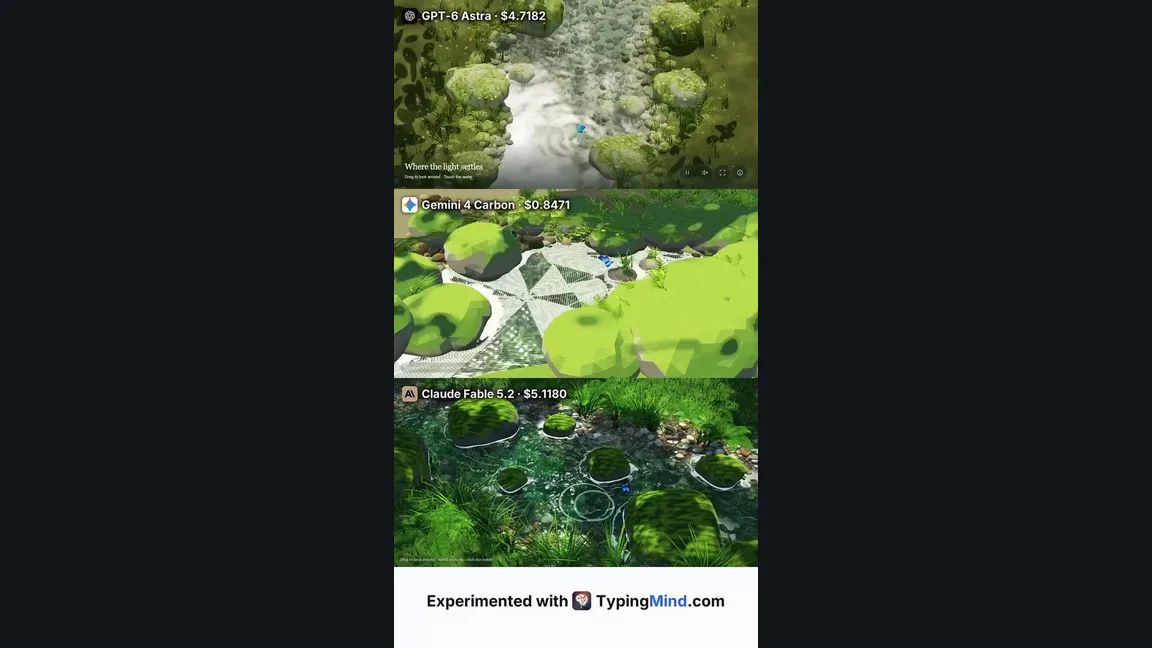 GPT-6 Astra · $4.7182
Where the light settles
Drag to look around · Touch the water
Gemini 4 Carbon · $0.8471
Claude Fable 5.2 · $5.1180
Experimented with TypingMind.com